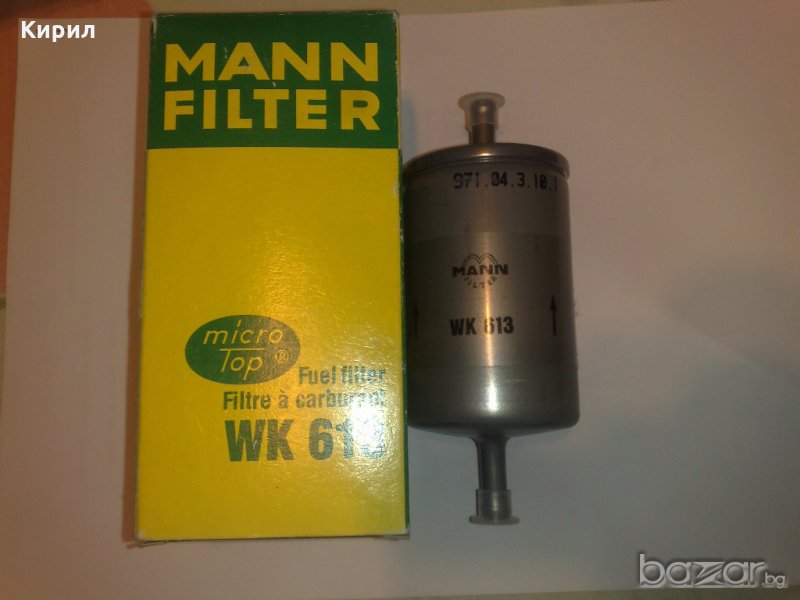 Кирил
MANN
FILTER
micro
Top®
Fuel filter
Filtre à carburant
WK 613
971.04.3.10.1
MANN
FILTER
WK 613
bazar.bg